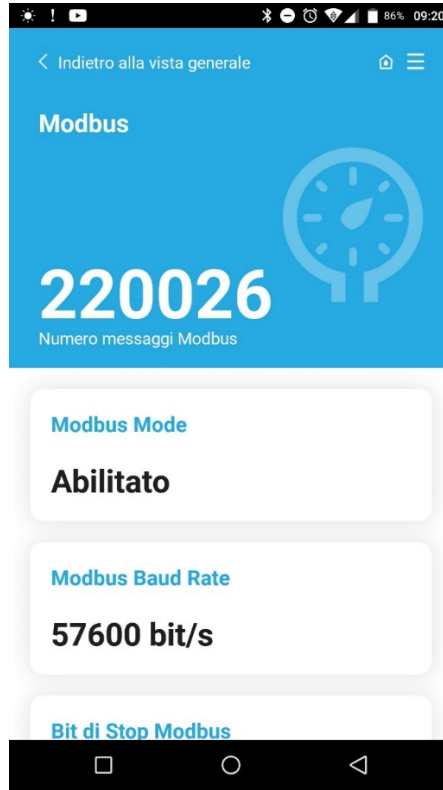 ! 86% 09:20
Indietro alla vista generale
Modbus
220026
Numero messaggi Modbus
Modbus Mode
Abilitato
Modbus Baud Rate
57600 bit/s
Bit di Stop Modbus